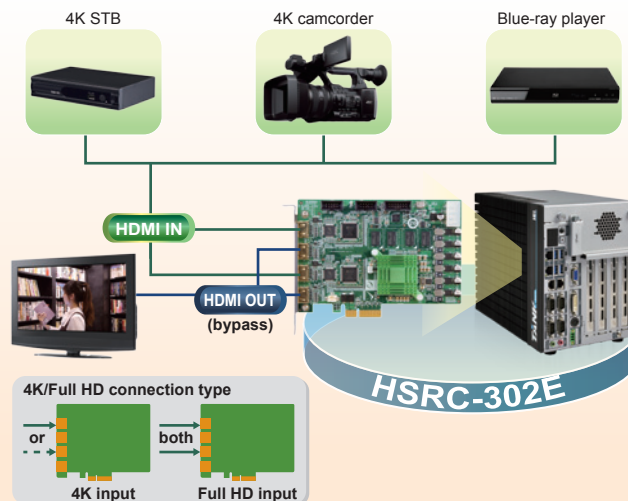 4K STB
4K camcorder
Blue-ray player
HDMI IN
HDMI OUT
(bypass)
TANK
HSRC-302E
4K/Full HD connection type
or
both
4K input
Full HD input